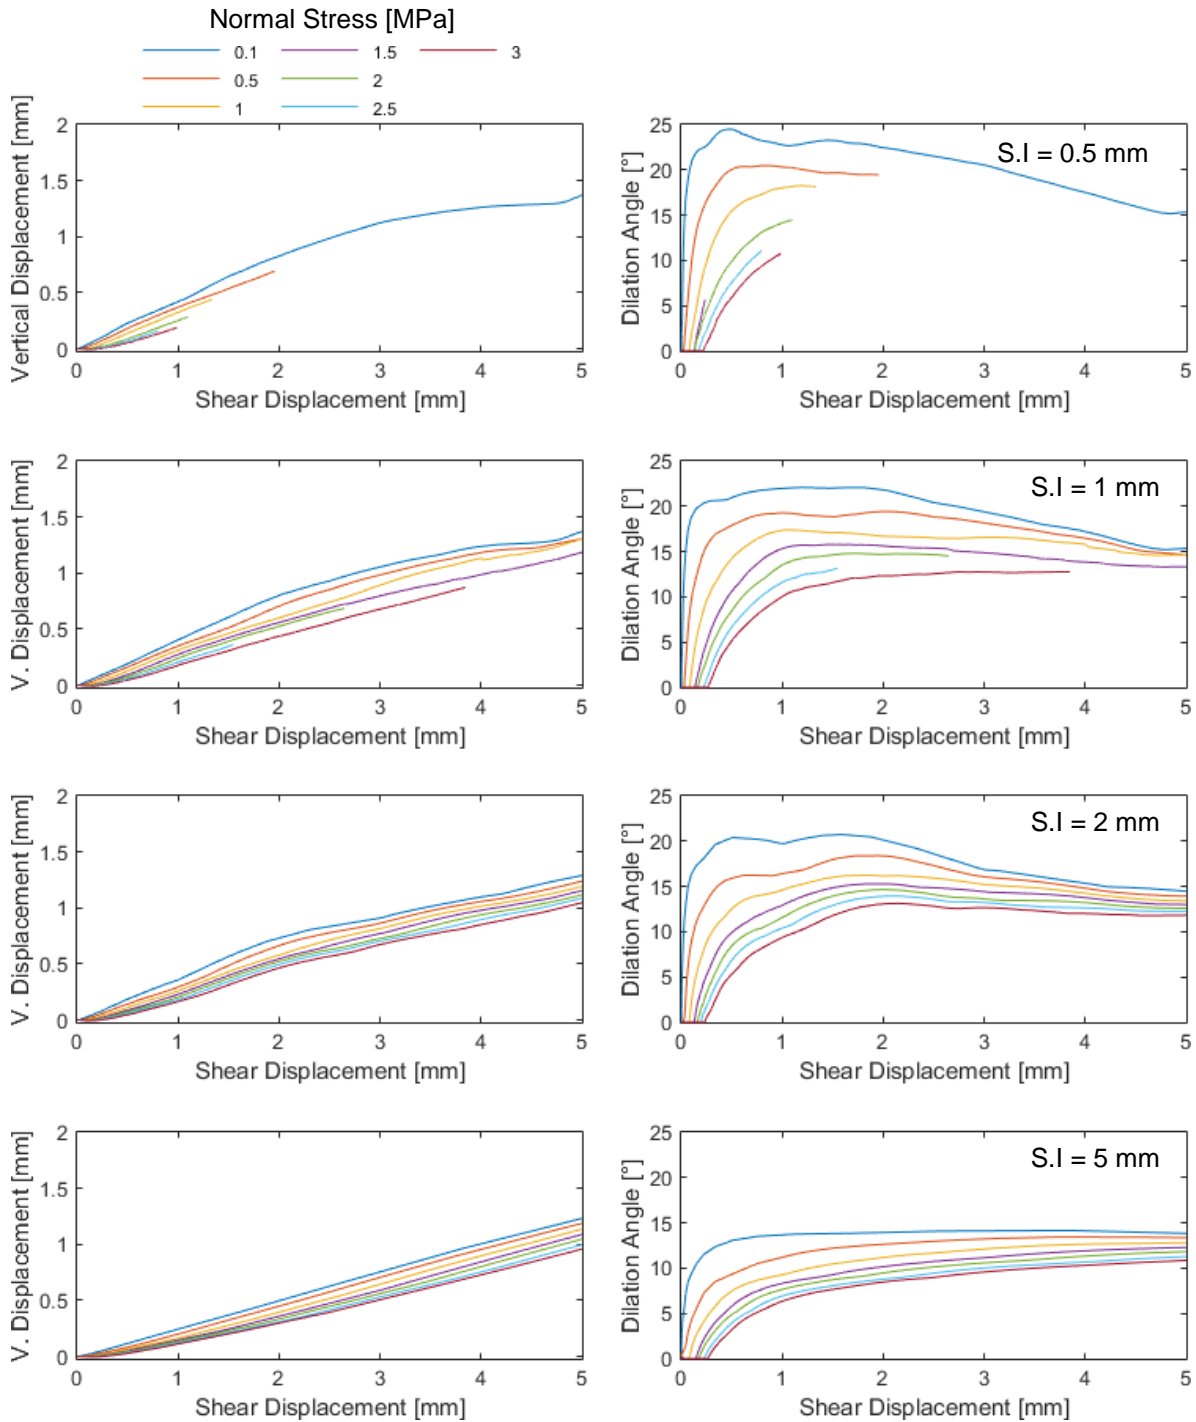 Normal Stress [MPa]
0.1 1.5 3
0.5 2
1 2.5
Vertical Displacement [mm]
2
1.5
1
0.5
0
0 1 2 3 4 5
Shear Displacement [mm]
Dilation Angle [°]
25
20
15
10
5
0
S.I = 0.5 mm
0 1 2 3 4 5
Shear Displacement [mm]
V. Displacement [mm]
2
1.5
1
0.5
0
0 1 2 3 4 5
Shear Displacement [mm]
Dilation Angle [°]
25
20
15
10
5
0
S.I = 1 mm
0 1 2 3 4 5
Shear Displacement [mm]
V. Displacement [mm]
2
1.5
1
0.5
0
0 1 2 3 4 5
Shear Displacement [mm]
Dilation Angle [°]
25
20
15
10
5
0
S.I = 2 mm
0 1 2 3 4 5
Shear Displacement [mm]
V. Displacement [mm]
2
1.5
1
0.5
0
0 1 2 3 4 5
Shear Displacement [mm]
Dilation Angle [°]
25
20
15
10
5
0
S.I = 5 mm
0 1 2 3 4 5
Shear Displacement [mm]